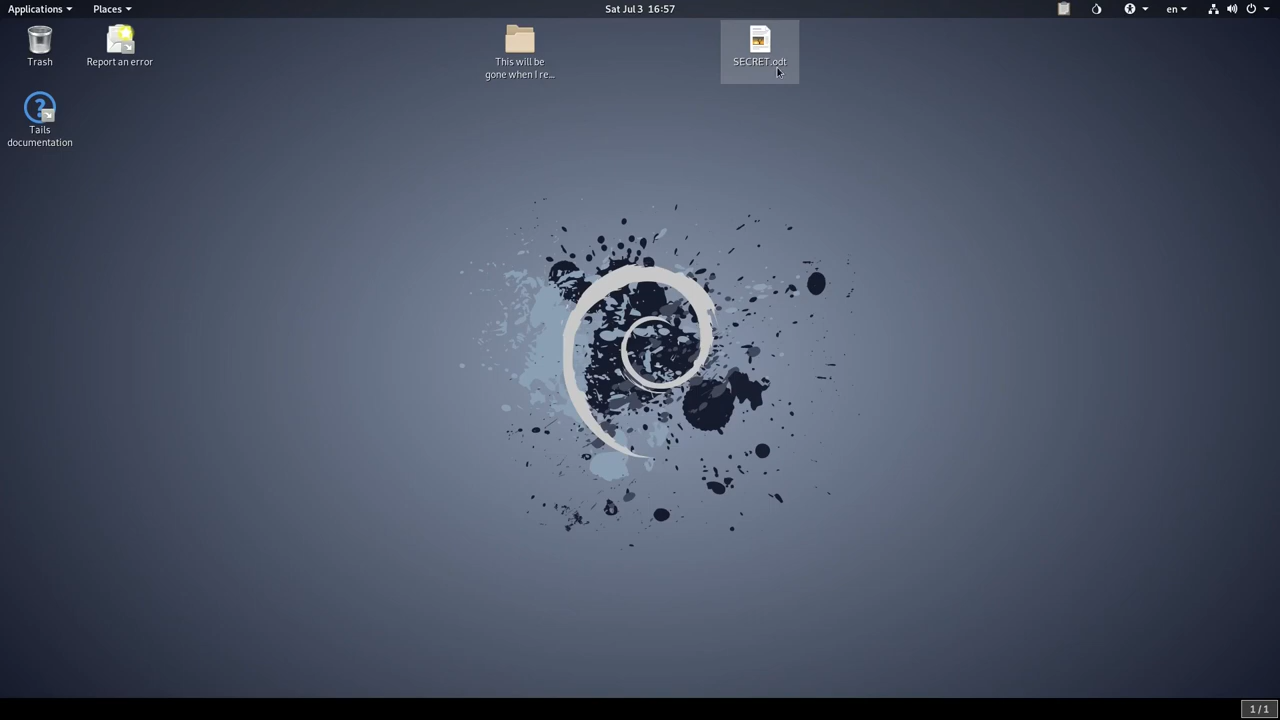 Applications Places Sat Jul 3 16:57 en
Trash
Report an error
This will be
gone when I re...
SECRET.odt
Tails
documentation
1/1